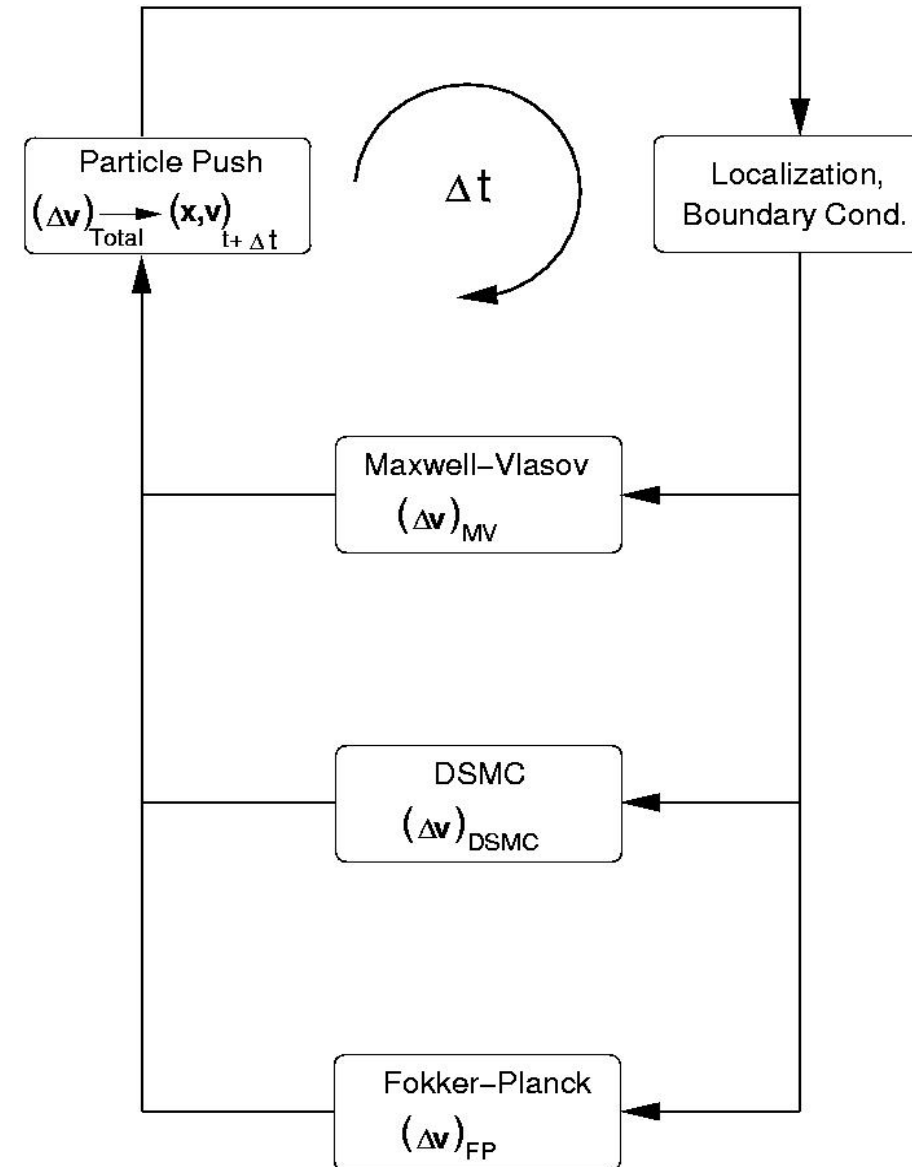 Particle Push
(Δv)Total → (x,v)t+ Δt
Δt
Localization,
Boundary Cond.
Maxwell–Vlasov
(Δv)MV
DSMC
(Δv)DSMC
Fokker–Planck
(Δv)FP